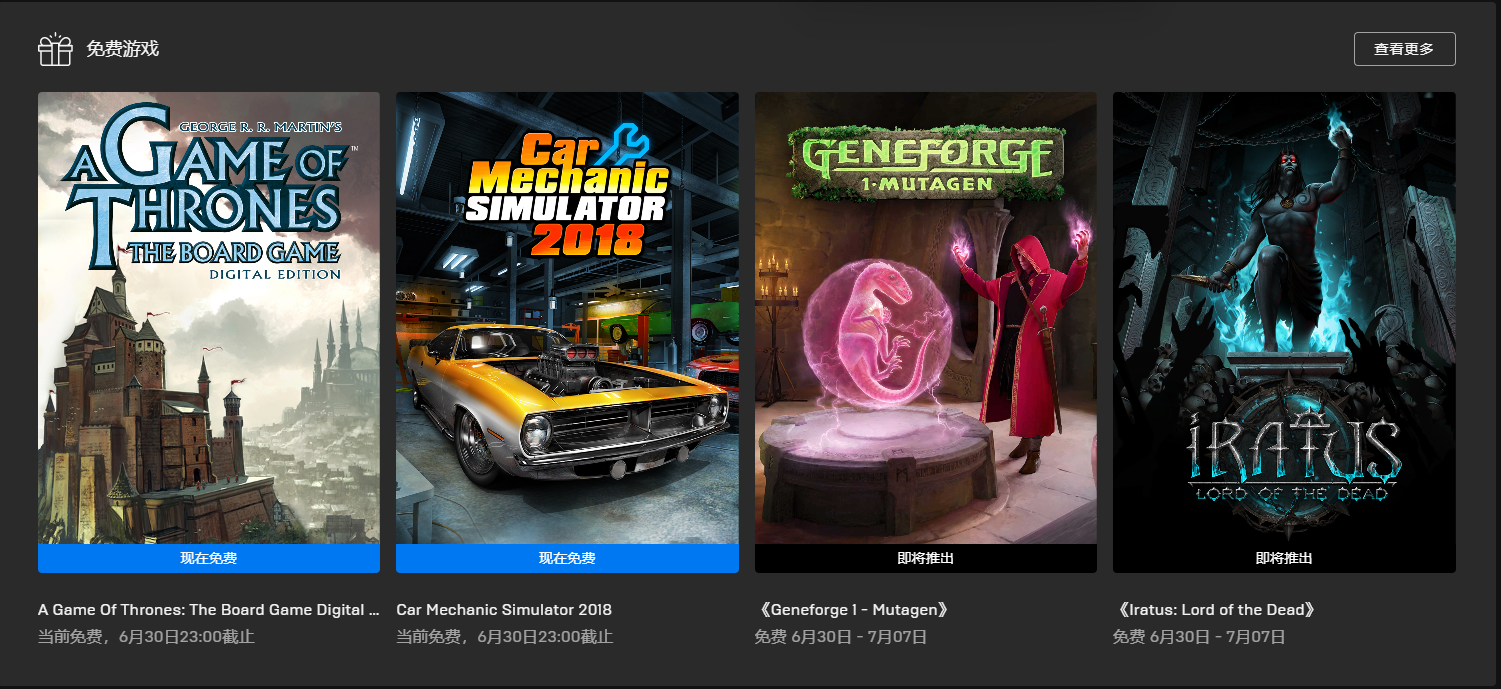 免费游戏
查看更多
GEORGE R. R. MARTIN'S
A GAME OF
THRONES
THE BOARD GAME
DIGITAL EDITION
TM
Car
Mechanic
SIMULATOR
2018
GENEFORGE
1-MUTAGEN
IRATUS
LORD OF THE DEAD
现在免费
现在免费
即将推出
即将推出
A Game Of Thrones: The Board Game Digital ...
当前免费，6月30日23:00截止
Car Mechanic Simulator 2018
当前免费，6月30日23:00截止
《Geneforge 1 - Mutagen》
免费 6月30日 - 7月07日
《Iratus: Lord of the Dead》
免费 6月30日 - 7月07日